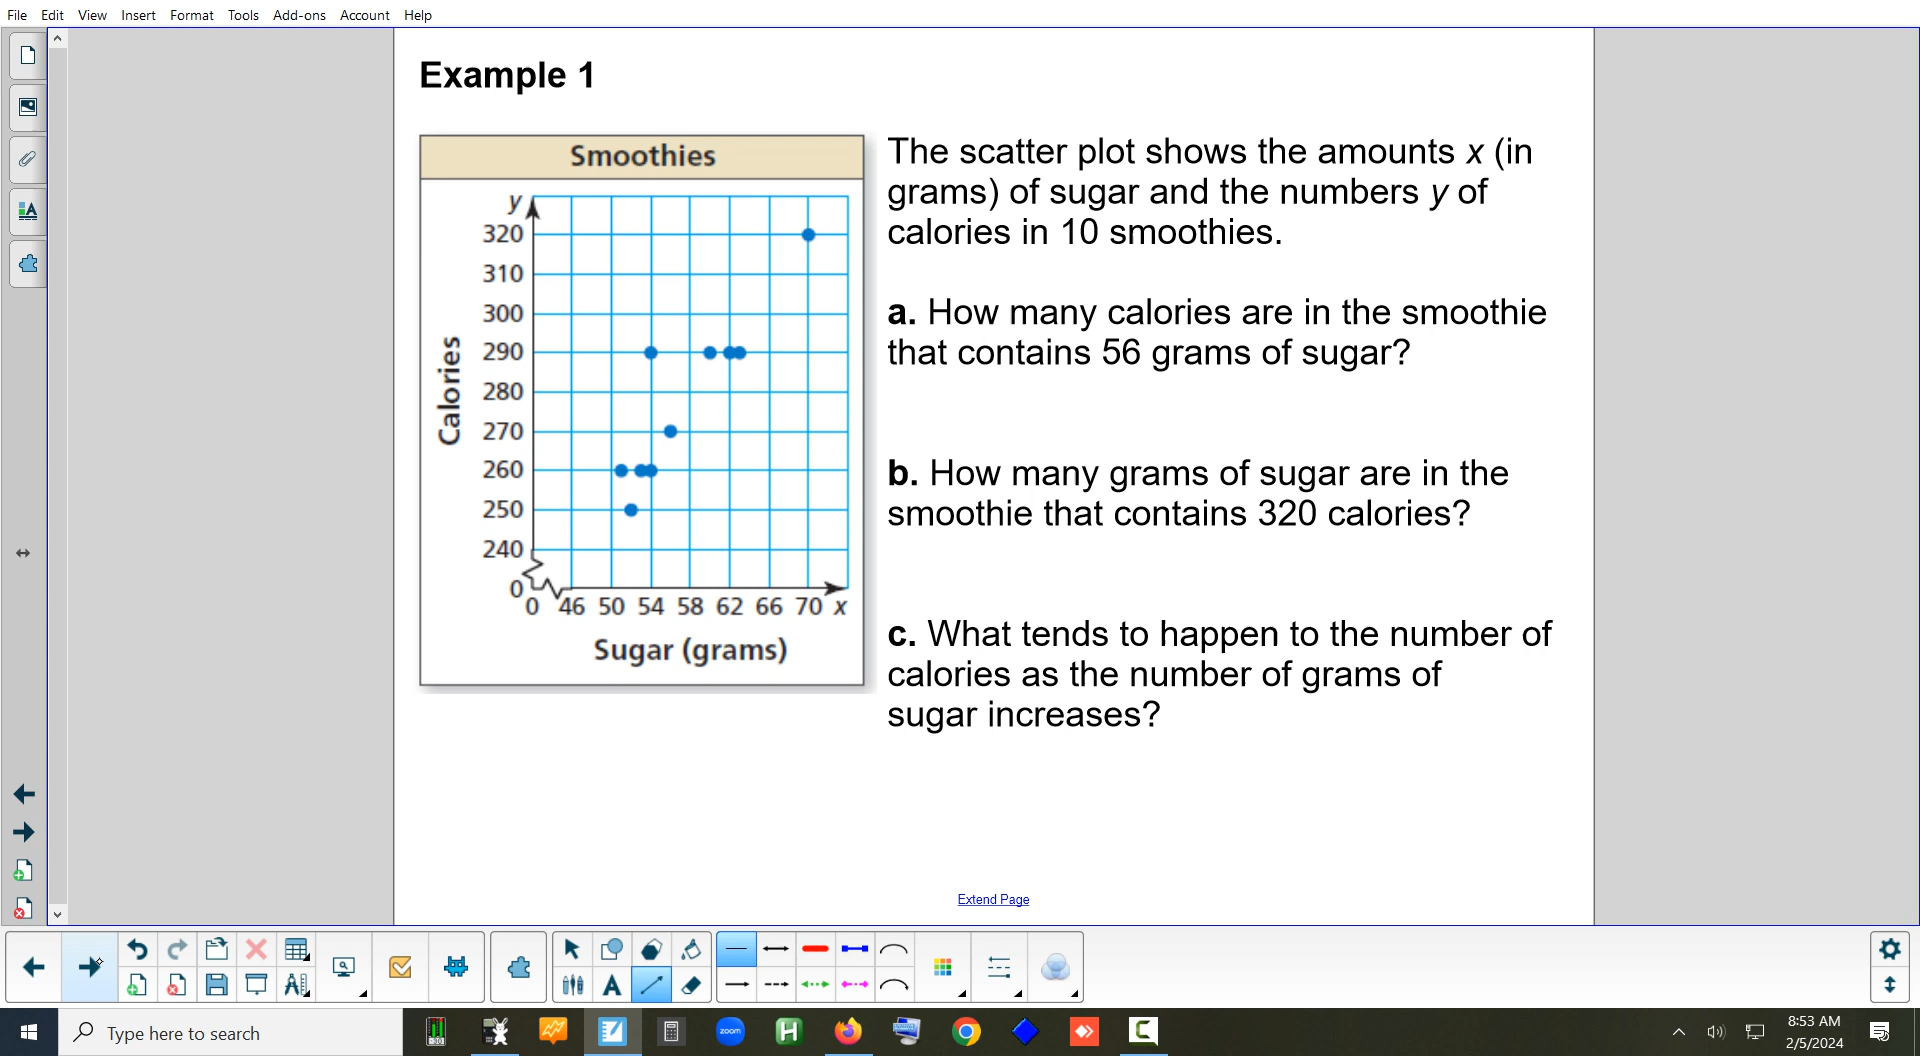 File Edit View Insert Format Tools Add-ons Account Help
Example 1
Smoothies
y
320
310
300
290
280
270
260
250
240
0
Calories
0 46 50 54 58 62 66 70 x
Sugar (grams)
The scatter plot shows the amounts x (in
grams) of sugar and the numbers y of
calories in 10 smoothies.
a. How many calories are in the smoothie
that contains 56 grams of sugar?
b. How many grams of sugar are in the
smoothie that contains 320 calories?
c. What tends to happen to the number of
calories as the number of grams of
sugar increases?
Extend Page
A
A
Type here to search
zoom
H
C
8:53 AM
2/5/2024